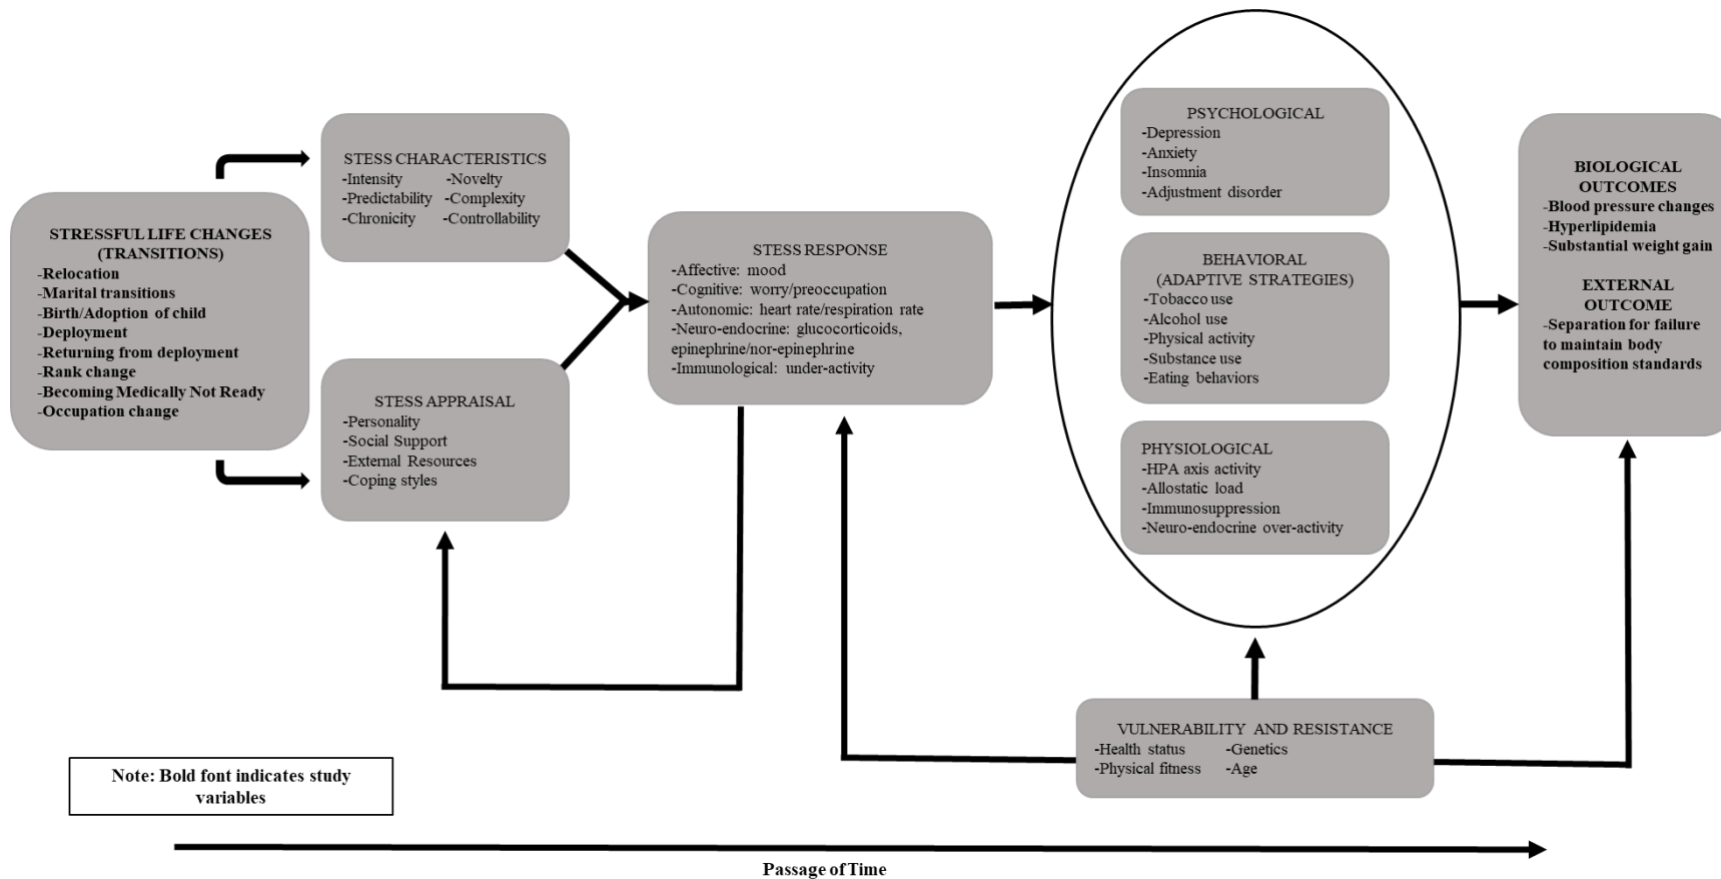 STRESSFUL LIFE CHANGES
(TRANSITIONS)
-Relocation
-Marital transitions
-Birth/Adoption of child
-Deployment
-Returning from deployment
-Rank change
-Becoming Medically Not Ready
-Occupation change
STESS CHARACTERISTICS
-Intensity -Novelty
-Predictability -Complexity
-Chronicity -Controllability
STESS APPRAISAL
-Personality
-Social Support
-External Resources
-Coping styles
STESS RESPONSE
-Affective: mood
-Cognitive: worry/preoccupation
-Autonomic: heart rate/respiration rate
-Neuro-endocrine: glucocorticoids,
epinephrine/nor-epinephrine
-Immunological: under-activity
PSYCHOLOGICAL
-Depression
-Anxiety
-Insomnia
-Adjustment disorder
BEHAVIORAL
(ADAPTIVE STRATEGIES)
-Tobacco use
-Alcohol use
-Physical activity
-Substance use
-Eating behaviors
PHYSIOLOGICAL
-HPA axis activity
-Allostatic load
-Immunosuppression
-Neuro-endocrine over-activity
BIOLOGICAL
OUTCOMES
-Blood pressure changes
-Hyperlipidemia
-Substantial weight gain
EXTERNAL
OUTCOME
-Separation for failure
to maintain body
composition standards
VULNERABILITY AND RESISTANCE
-Health status -Genetics
-Physical fitness -Age
Note: Bold font indicates study
variables
Passage of Time